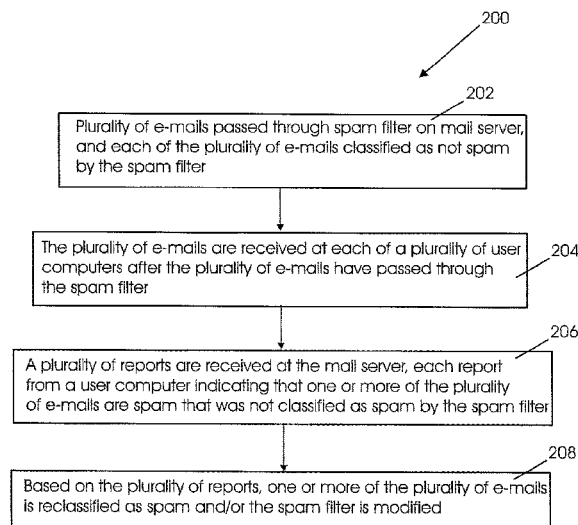 200
202
Plurality of e-mails passed through spam filter on mail server,
and each of the plurality of e-mails classified as not spam
by the spam filter
The plurality of e-mails are received at each of a plurality of user
computers after the plurality of e-mails have passed through
the spam filter
204
206
A plurality of reports are received at the mail server, each report
from a user computer indicating that one or more of the plurality
of e-mails are spam that was not classified as spam by the spam filter
208
Based on the plurality of reports, one or more of the plurality of e-mails
is reclassified as spam and/or the spam filter is modified